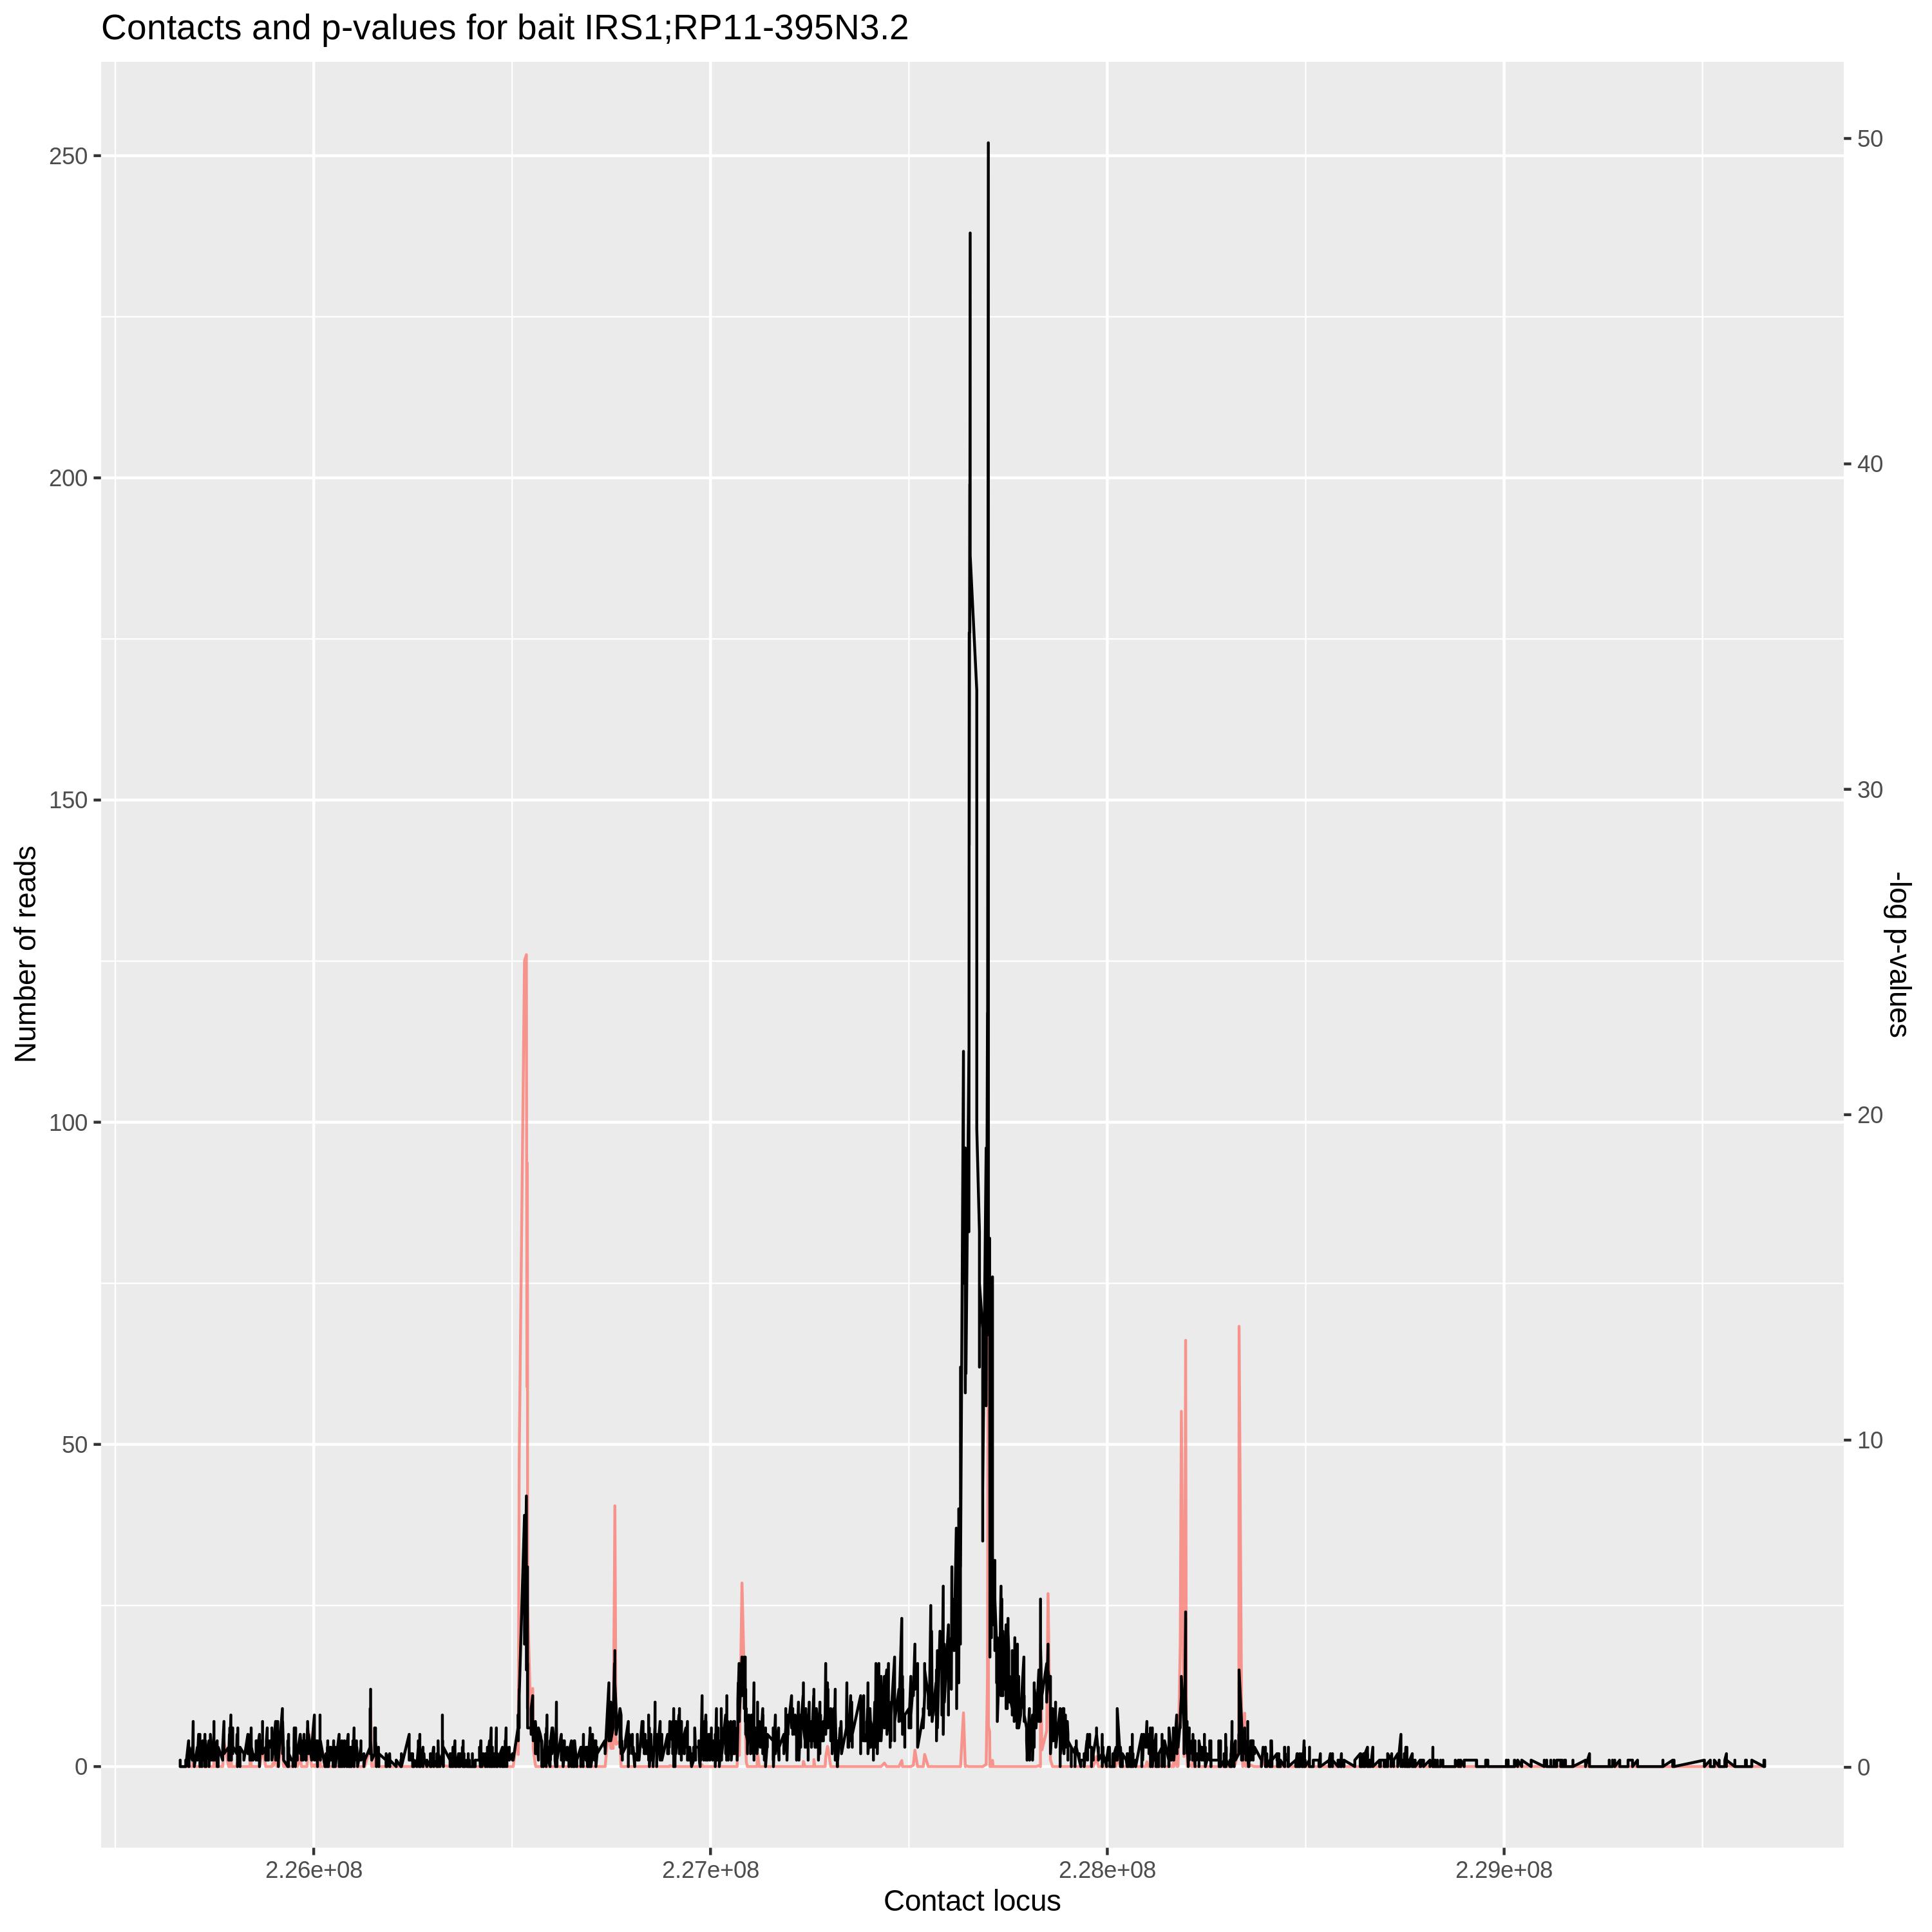 Contacts and p-values for bait IRS1;RP11-395N3.2
250
200
150
100
50
0
Number of reads
50
40
30
20
10
0
-log p-values
2.26e+08
2.27e+08
2.28e+08
2.29e+08
Contact locus